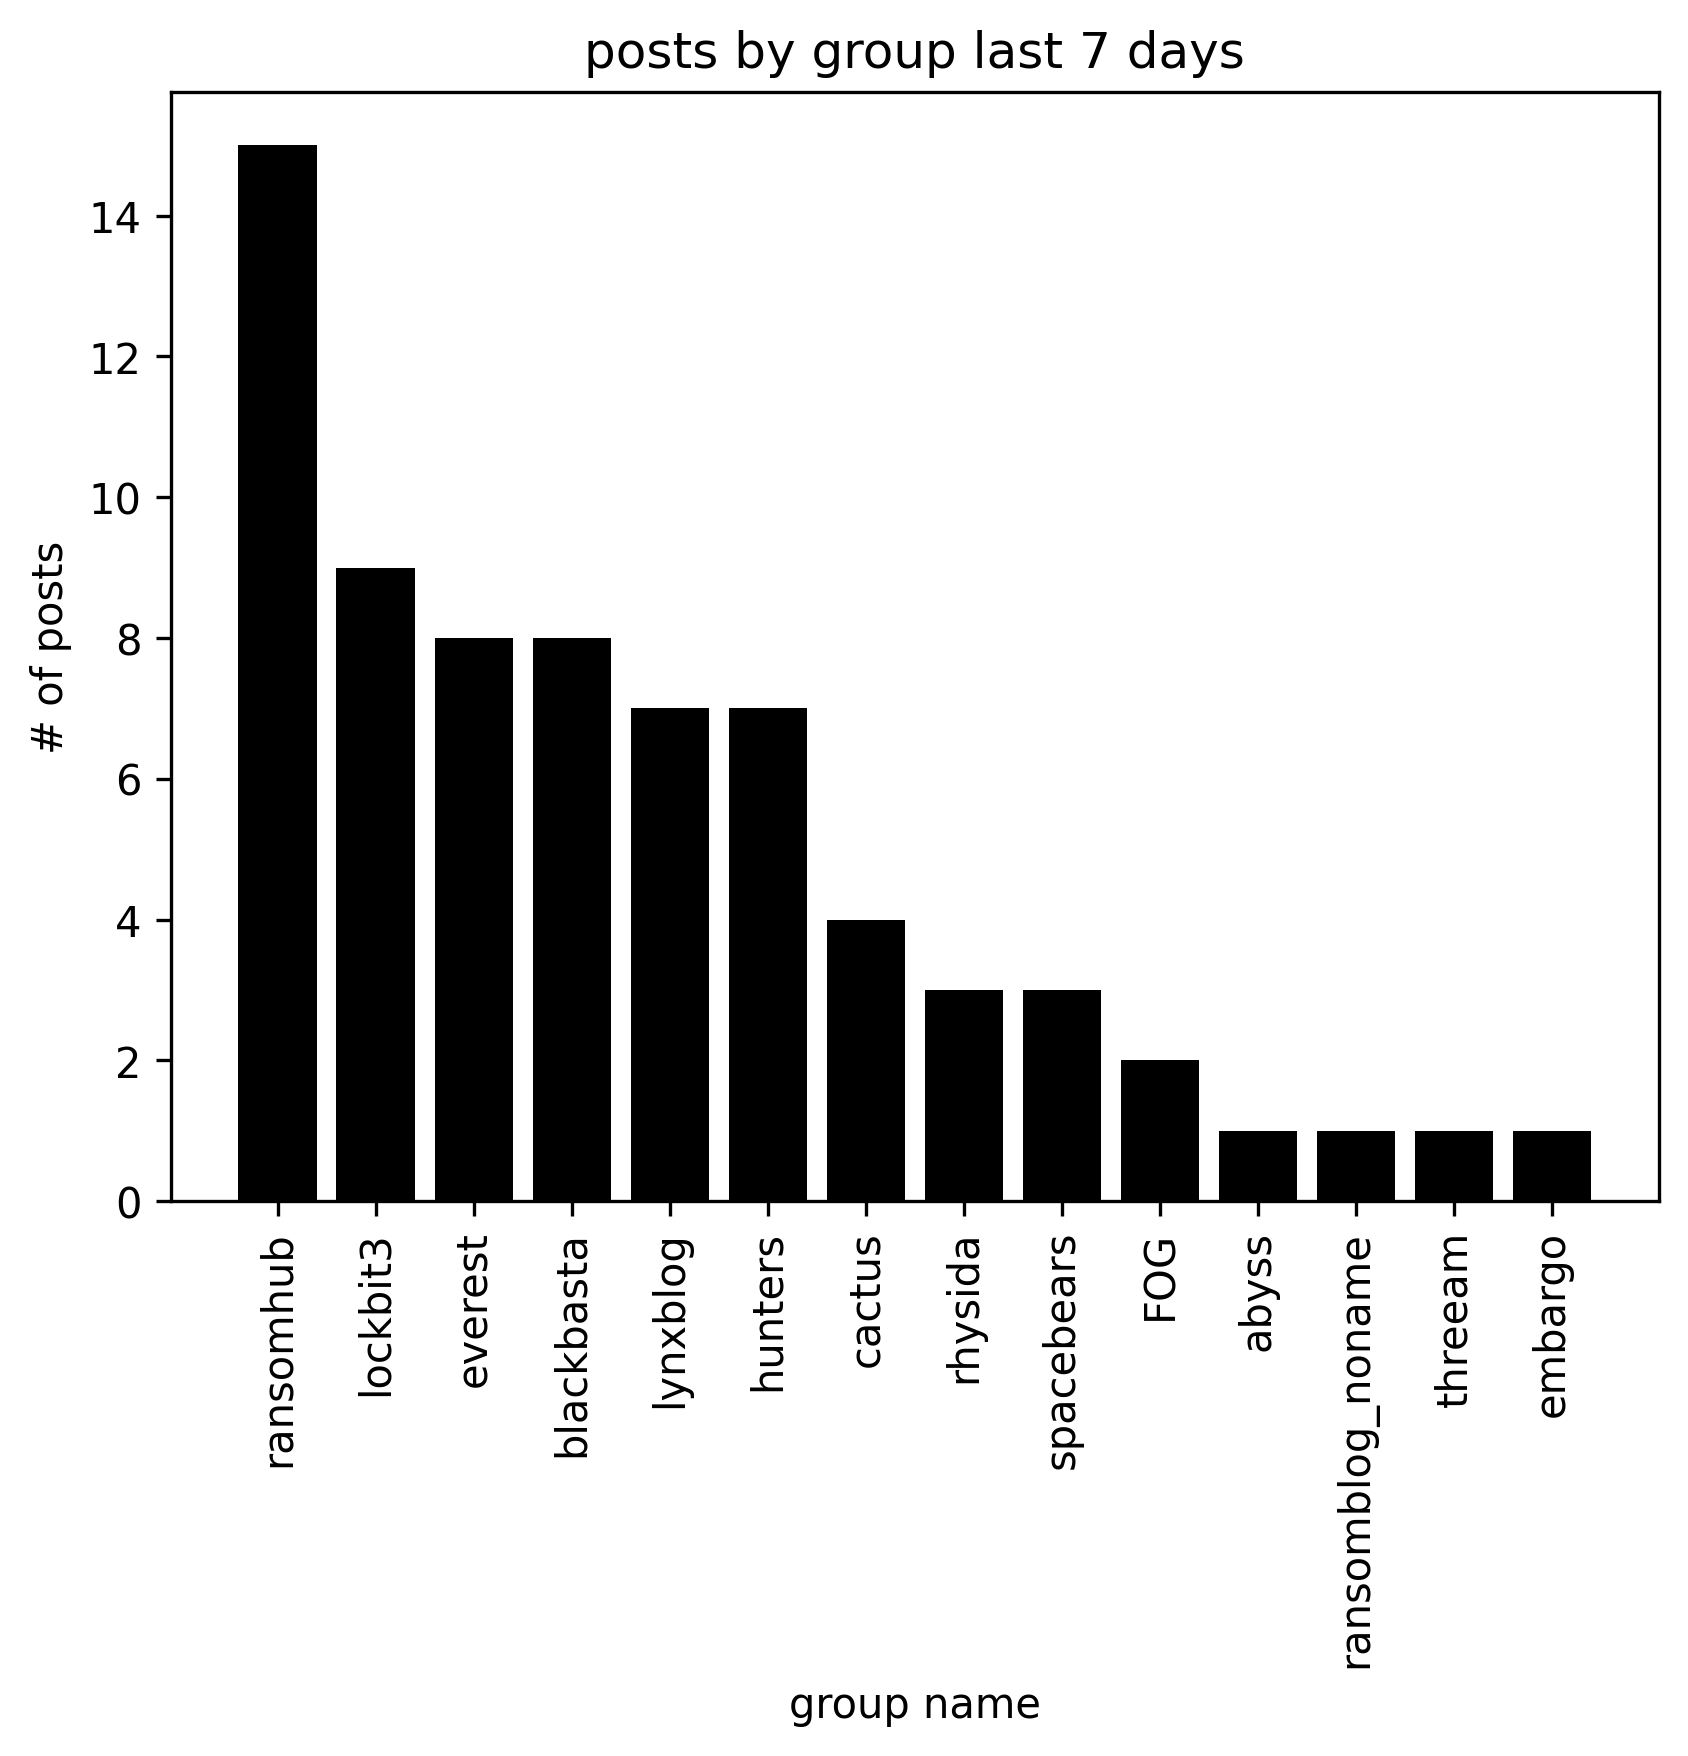 posts by group last 7 days
14
12
10
8
6
4
2
0
# of posts
ransomhub
lockbit3
everest
blackbasta
lynxblog
hunters
cactus
rhysida
spacebears
FOG
abyss
ransomblog_noname
threeam
embargo
group name